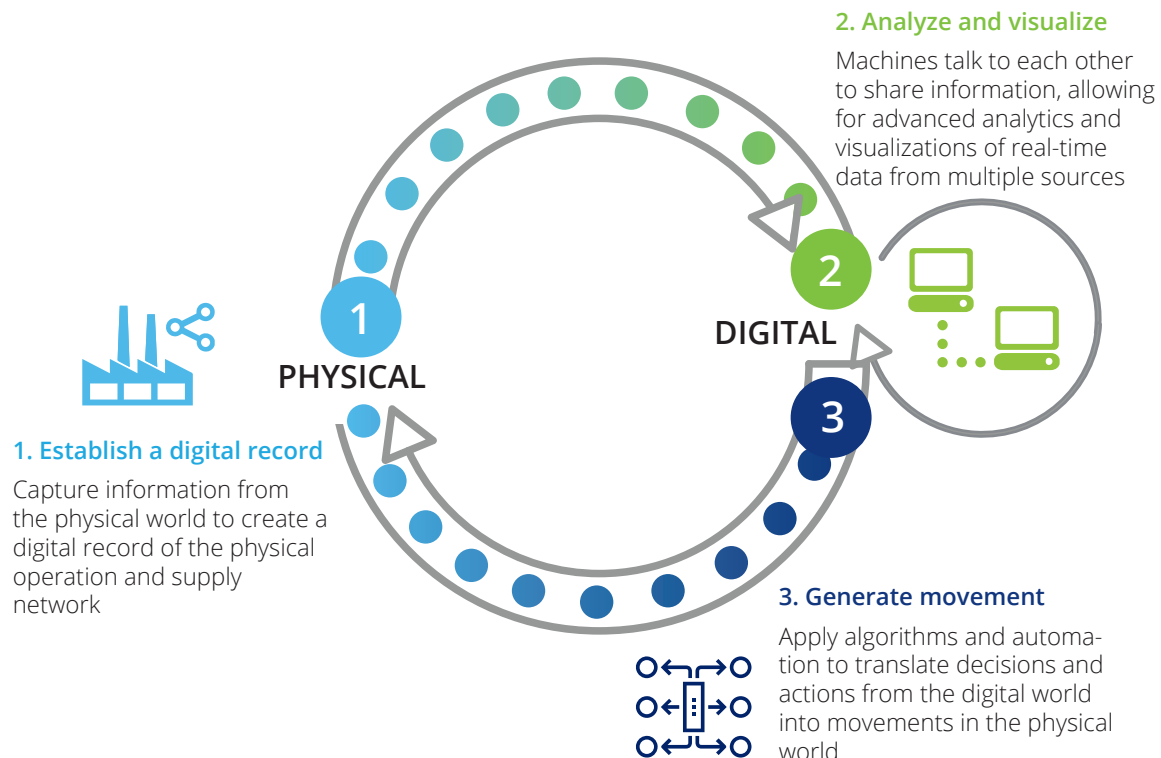 2. Analyze and visualize
Machines talk to each other
to share information, allowing
for advanced analytics and
visualizations of real-time
data from multiple sources
2
1
DIGITAL
PHYSICAL
3
1. Establish a digital record
Capture information from
the physical world to create a
digital record of the physical
operation and supply
network
3. Generate movement
Apply algorithms and automa-
tion to translate decisions and
actions from the digital world
into movements in the physical
world